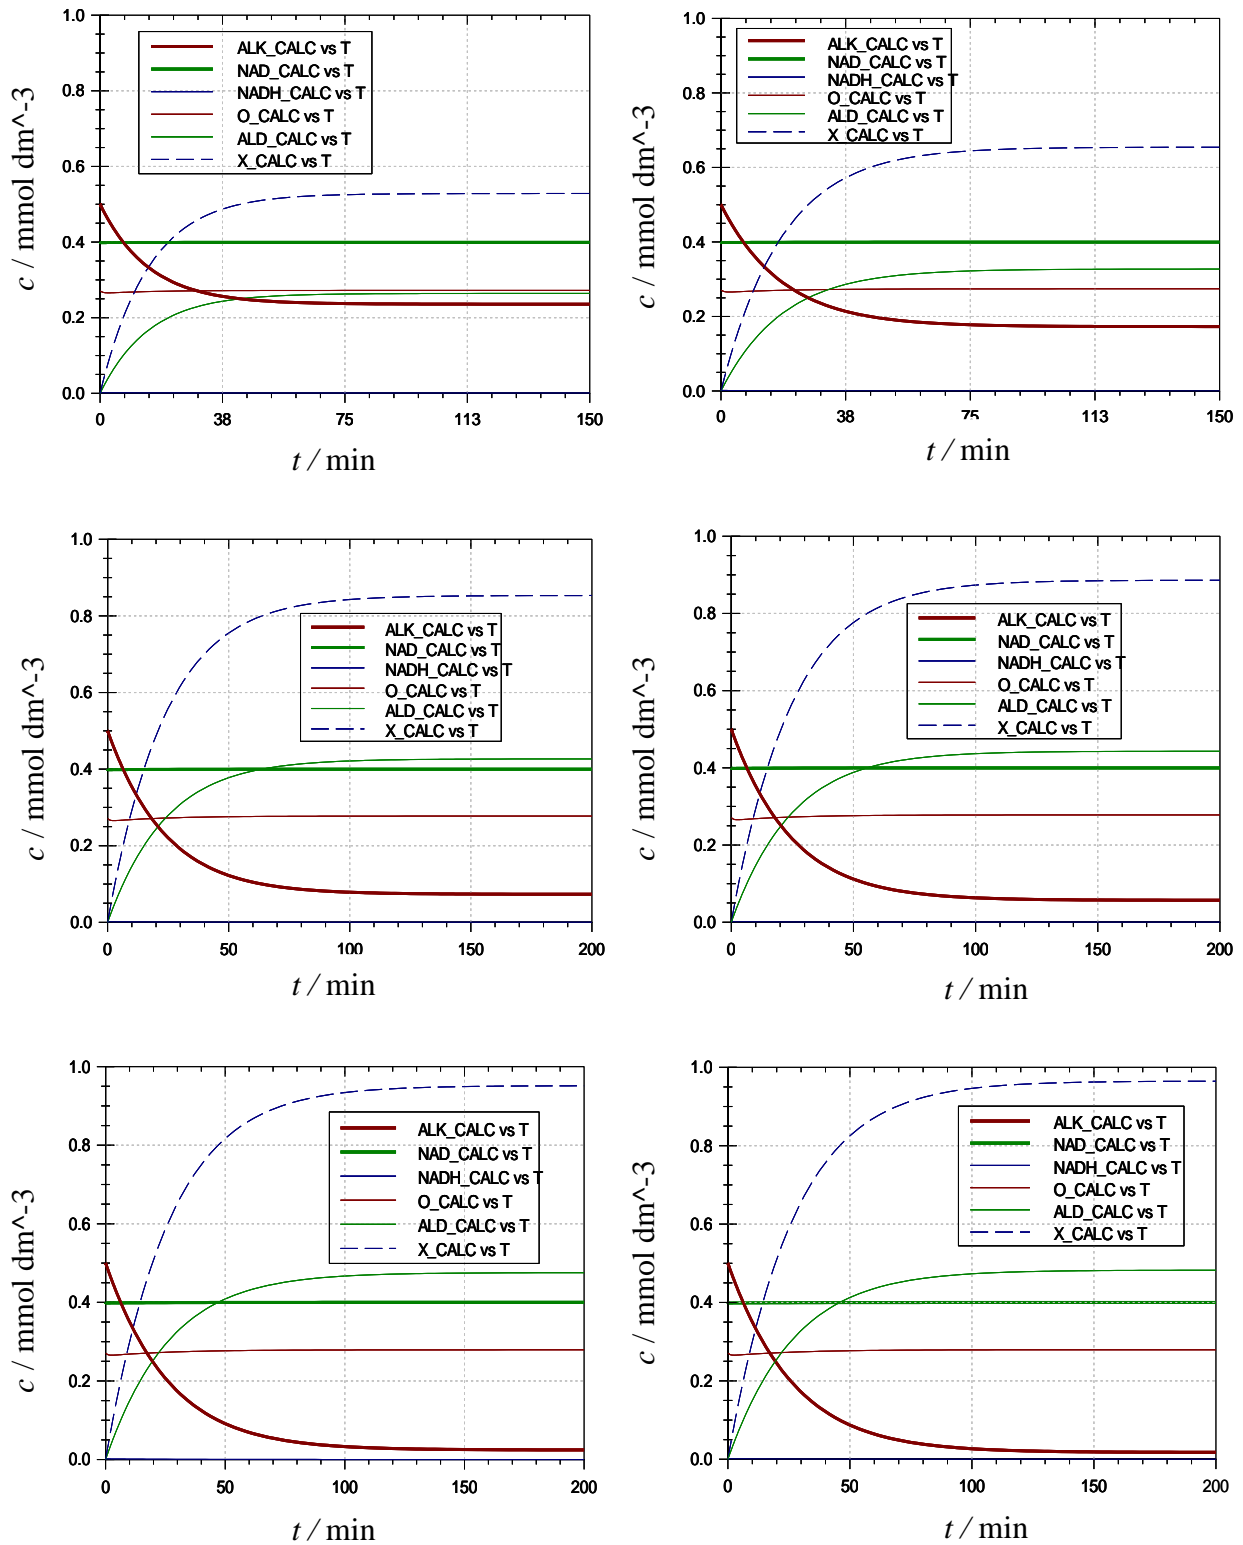 1.0
0.8
0.6
0.4
0.2
0.0
c / mmol dm^-3
ALK_CALC vs T
NAD_CALC vs T
NADH_CALC vs T
O_CALC vs T
ALD_CALC vs T
X_CALC vs T
0 38 75 113 150
t / min
1.0
0.8
0.6
0.4
0.2
0.0
c / mmol dm^-3
ALK_CALC vs T
NAD_CALC vs T
NADH_CALC vs T
O_CALC vs T
ALD_CALC vs T
X_CALC vs T
0 38 75 113 150
t / min
1.0
0.8
0.6
0.4
0.2
0.0
c / mmol dm^-3
ALK_CALC vs T
NAD_CALC vs T
NADH_CALC vs T
O_CALC vs T
ALD_CALC vs T
X_CALC vs T
0 50 100 150 200
t / min
1.0
0.8
0.6
0.4
0.2
0.0
c / mmol dm^-3
ALK_CALC vs T
NAD_CALC vs T
NADH_CALC vs T
O_CALC vs T
ALD_CALC vs T
X_CALC vs T
0 50 100 150 200
t / min
1.0
0.8
0.6
0.4
0.2
0.0
c / mmol dm^-3
ALK_CALC vs T
NAD_CALC vs T
NADH_CALC vs T
O_CALC vs T
ALD_CALC vs T
X_CALC vs T
0 50 100 150 200
t / min
1.0
0.8
0.6
0.4
0.2
0.0
c / mmol dm^-3
ALK_CALC vs T
NAD_CALC vs T
NADH_CALC vs T
O_CALC vs T
ALD_CALC vs T
X_CALC vs T
0 50 100 150 200
t / min